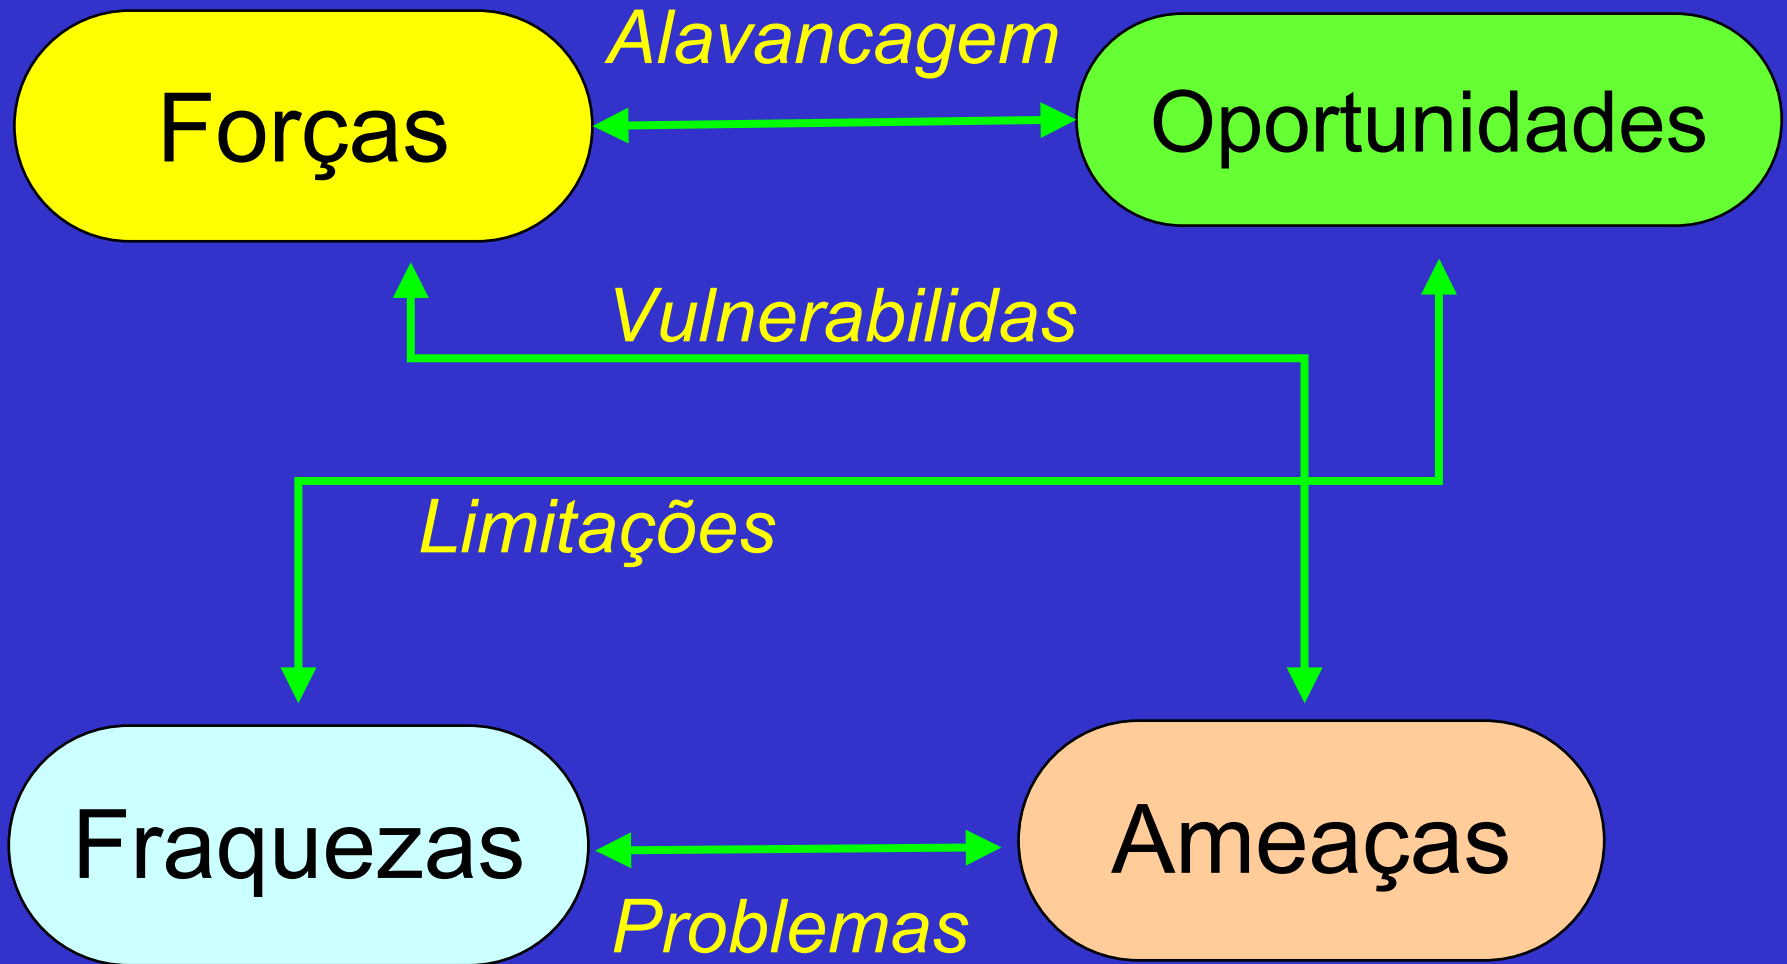 Alavancagem
Forças
Oportunidades
Vulnerabilidas
Limitações
Fraquezas
Ameaças
Problemas